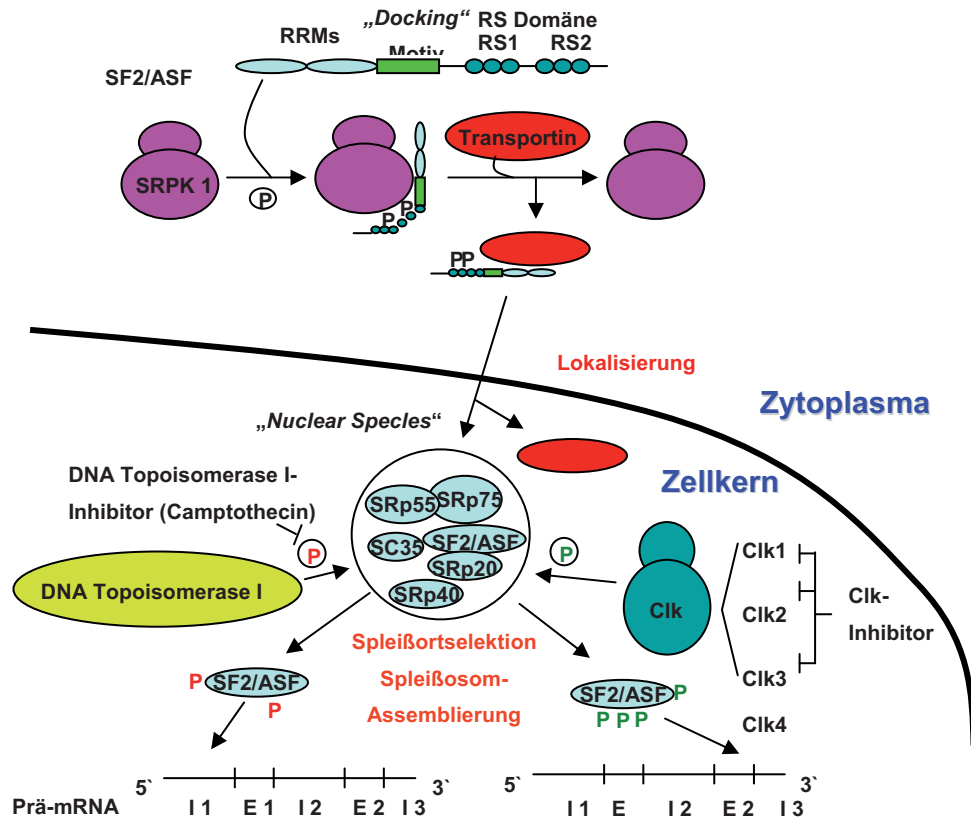 „Docking“
RS Domäne
RRMs
Motiv
RS1
RS2
SF2/ASF
Transportin
SRPK 1
P
P
P
PP
Lokalisierung
Zytoplasma
„Nuclear Specles“
Zellkern
DNA Topoisomerase I-
Inhibitor (Camptothecin)
SRp55
SRp75
SC35
SF2/ASF
SRp20
SRp40
P
P
DNA Topoisomerase I
Clk
Clk1
Clk2
Clk3
Clk4
Clk-
Inhibitor
Spleißortselektion
Spleißosom-
Assemblierung
P
SF2/ASF
P
SF2/ASF
P
P P P
5` 3`
5` 3`
Prä-mRNA
I 1 E 1 I 2 E 2 I 3
I 1 E I 2 E 2 I 3